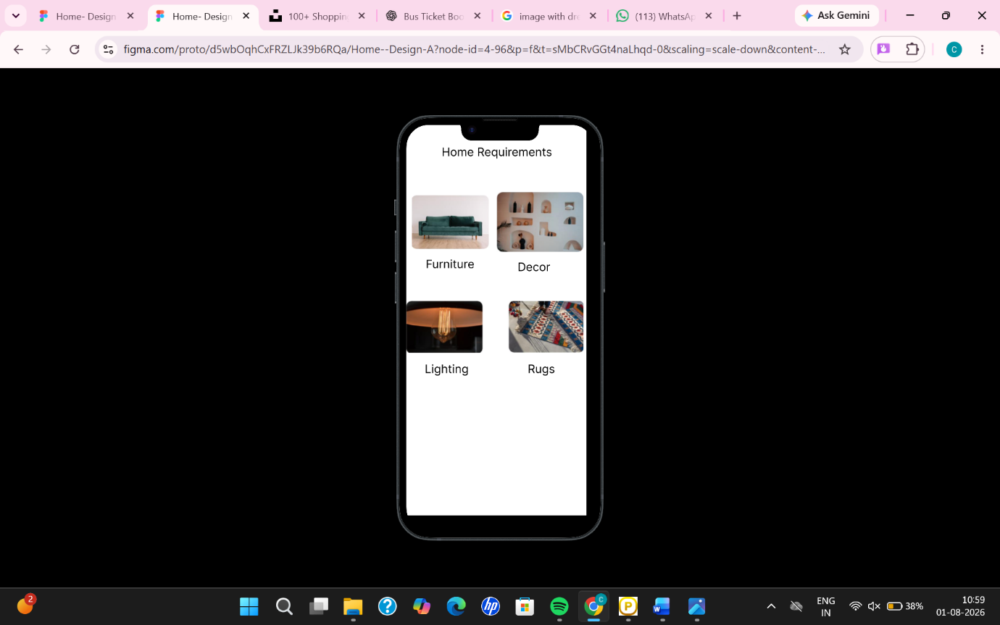 Home- Design
Home- Design
100+ Shoppin
Bus Ticket Boo
image with dre
(113) WhatsAp
Ask Gemini
figma.com/proto/d5wbOqhCxFRZLJk39b6RQa/Home--Design-A?node-id=4-96&p=f&t=sMbCRvGGt4naLhqd-0&scaling=scale-down&content-...
C
Home Requirements
Furniture
Decor
Lighting
Rugs
2
hp
C
P
W
ENG
IN
38%
10:59
01-08-2026